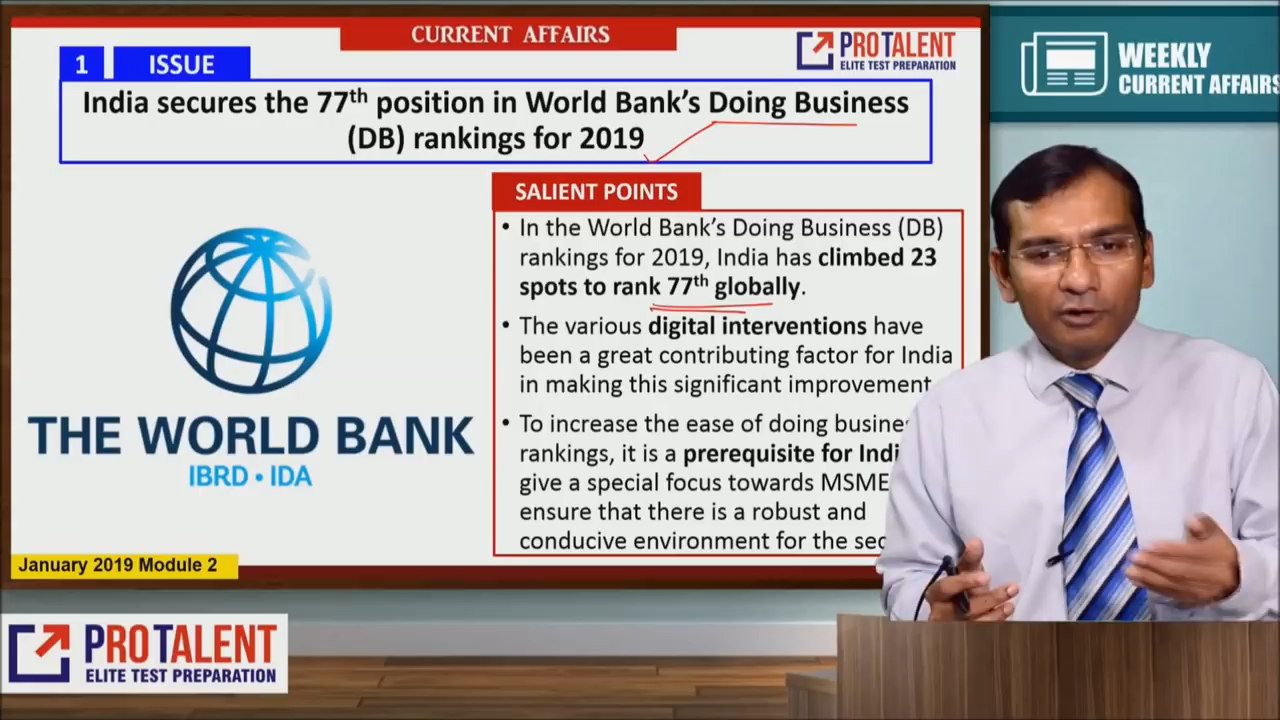 CURRENT AFFAIRS
1 ISSUE
PROTALENT
ELITE TEST PREPARATION
WEEKLY
CURRENT AFFAIRS
India secures the 77th position in World Bank's Doing Business
(DB) rankings for 2019
SALIENT POINTS
• In the World Bank's Doing Business (DB)
rankings for 2019, India has climbed 23
spots to rank 77th globally.
• The various digital interventions have
been a great contributing factor for India
in making this significant improvement.
• To increase the ease of doing busine
rankings, it is a prerequisite for Indi
give a special focus towards MSME
ensure that there is a robust and
conducive environment for the sec
THE WORLD BANK
IBRD • IDA
January 2019 Module 2
PROTALENT
ELITE TEST PREPARATION